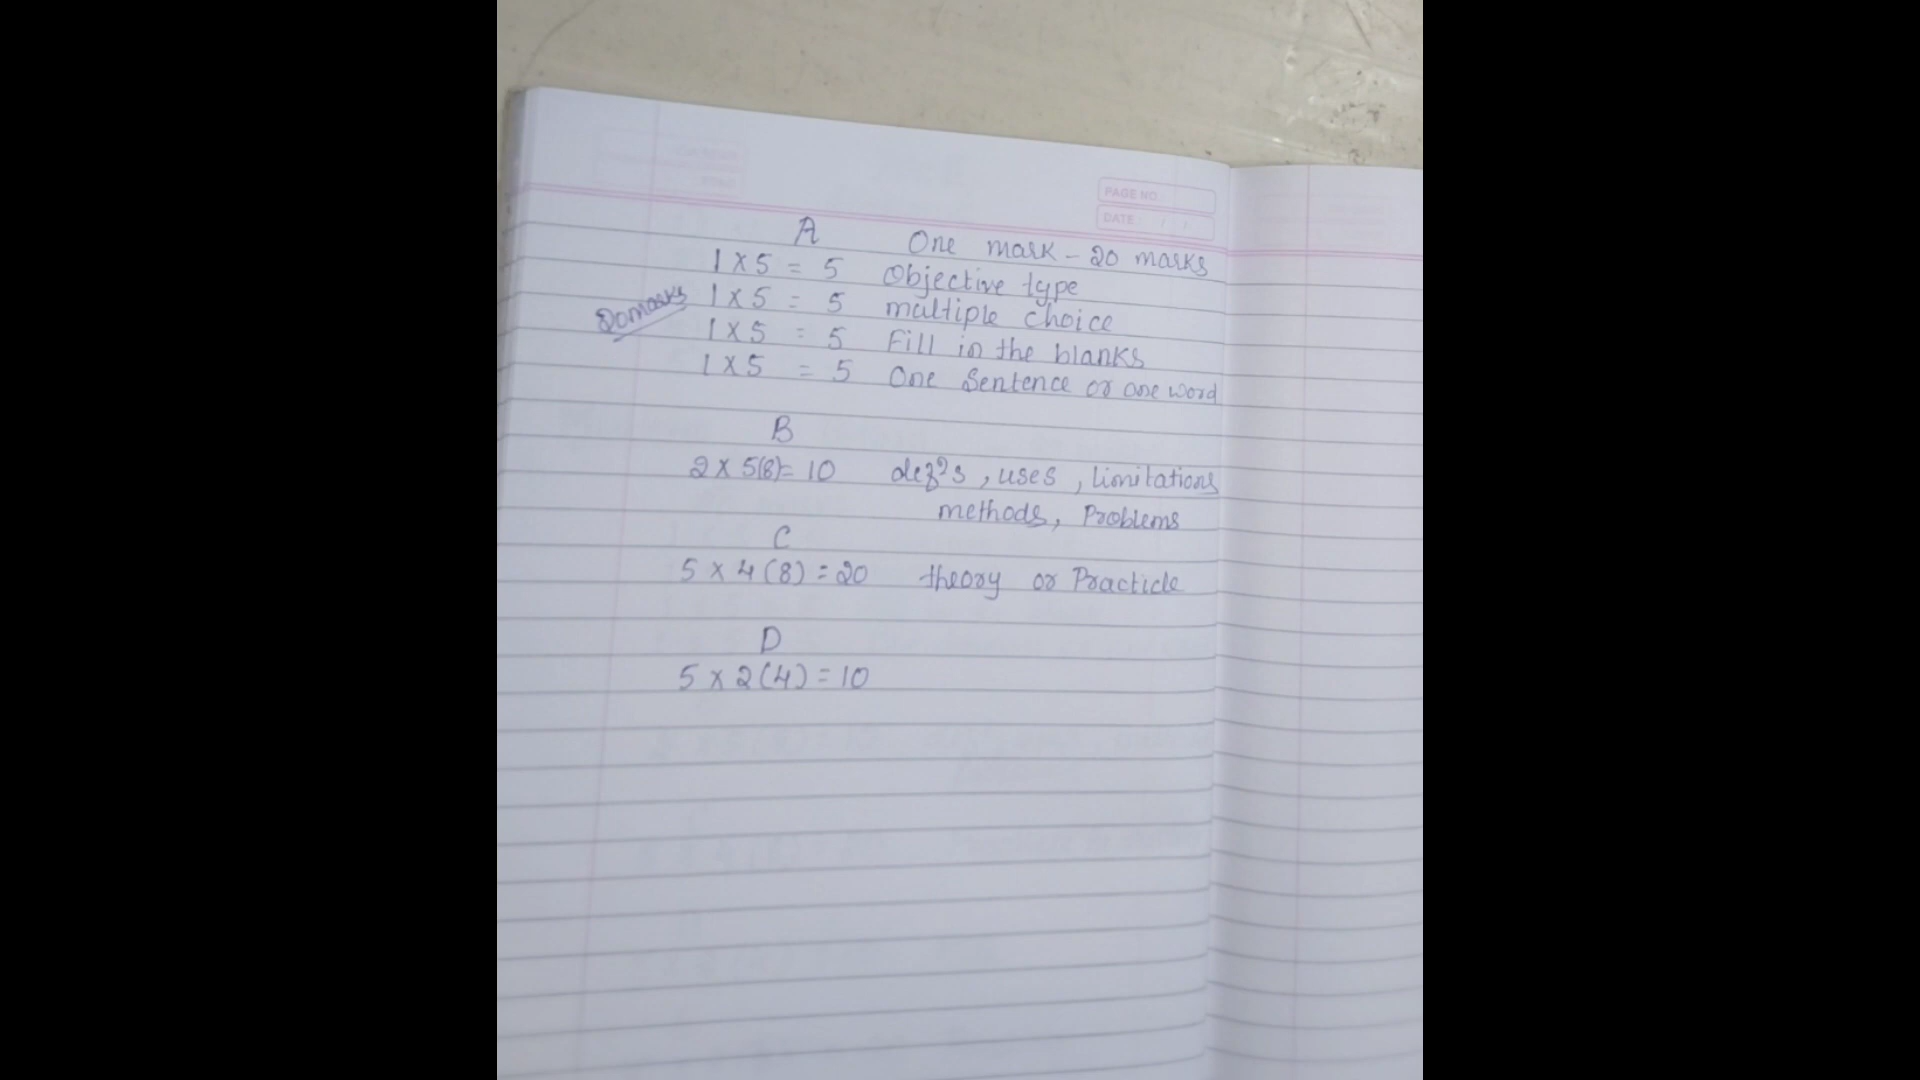 PAGE NO.
DATE: / /
A One mark - 20 marks
1 x 5 = 5 Objective type
20 marks 1 x 5 = 5 multiple choice
1 x 5 = 5 Fill in the blanks
1 x 5 = 5 One Sentence or one word
B
2 x 5(8)= 10 defns, uses, limitations
methods, Problems
C
5 x 4 (8) = 20 theory or Practicle
D
5 x 2 (4) = 10